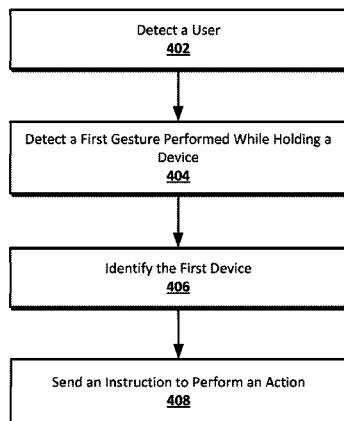 Detect a User
402
Detect a First Gesture Performed While Holding a
Device
404
Identify the First Device
406
Send an Instruction to Perform an Action
408